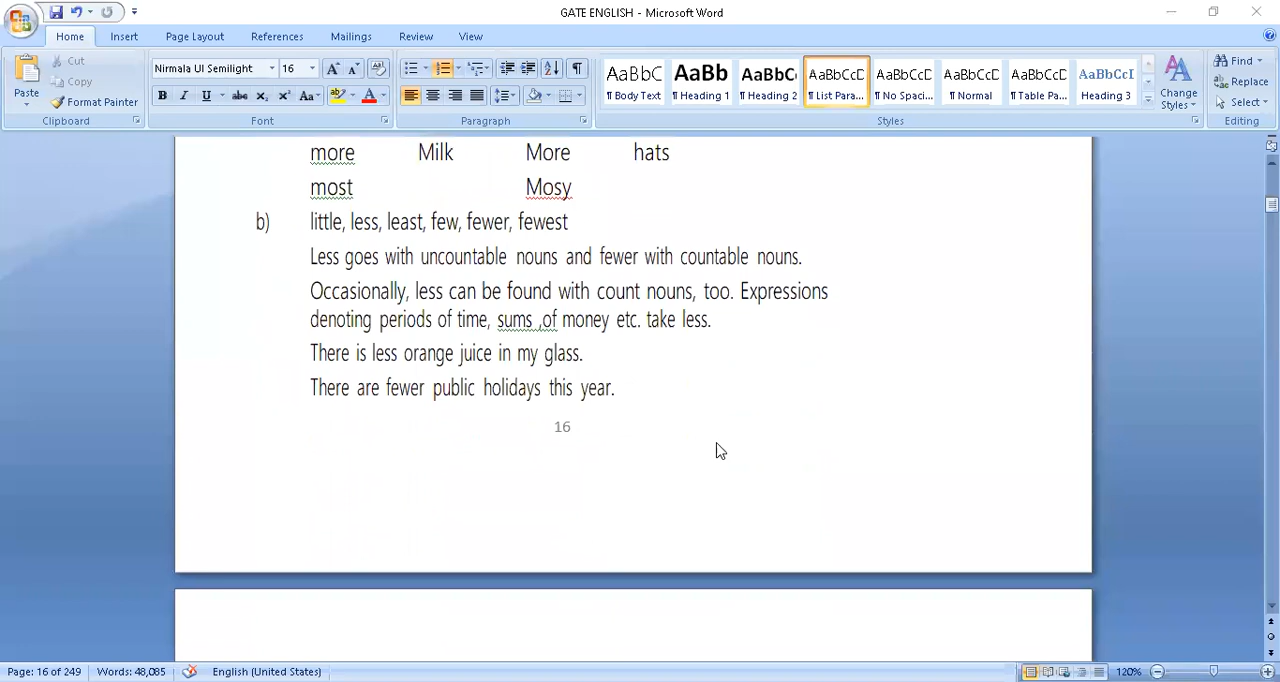 GATE ENGLISH - Microsoft Word
Home Insert Page Layout References Mailings Review View
Paste Cut Copy Format Painter
Nirmala UI Semilight 16
AaBbC AaBb AaBbC AaBbCcD AaBbCcD AaBbCcD AaBbCcD AaBbCcI
¶ Body Text ¶ Heading 1 ¶ Heading 2 ¶ List Para... ¶ No Spaci... ¶ Normal ¶ Table Pa... Heading 3
Change Styles
Find Replace Select
Clipboard Font Paragraph Styles Editing
more Milk More hats
most Mosy
b) little, less, least, few, fewer, fewest
Less goes with uncountable nouns and fewer with countable nouns.
Occasionally, less can be found with count nouns, too. Expressions
denoting periods of time, sums ,of money etc. take less.
There is less orange juice in my glass.
There are fewer public holidays this year.
16
Page: 16 of 249 Words: 48,085 English (United States) 120%